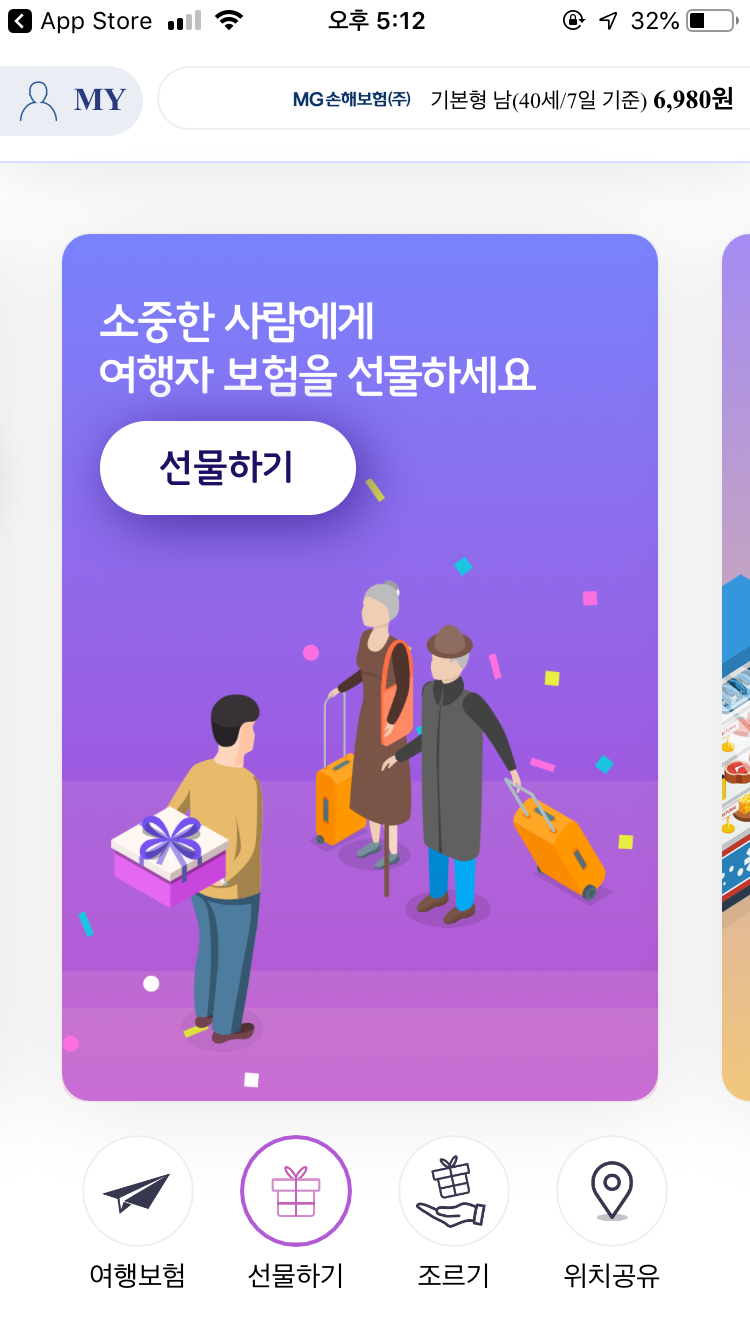 App Store
오후 5:12
32%
MY
MG손해보험(주) 기본형 남(40세/7일 기준) 6,980원
소중한 사람에게
여행자 보험을 선물하세요
선물하기
여행보험
선물하기
조르기
위치공유